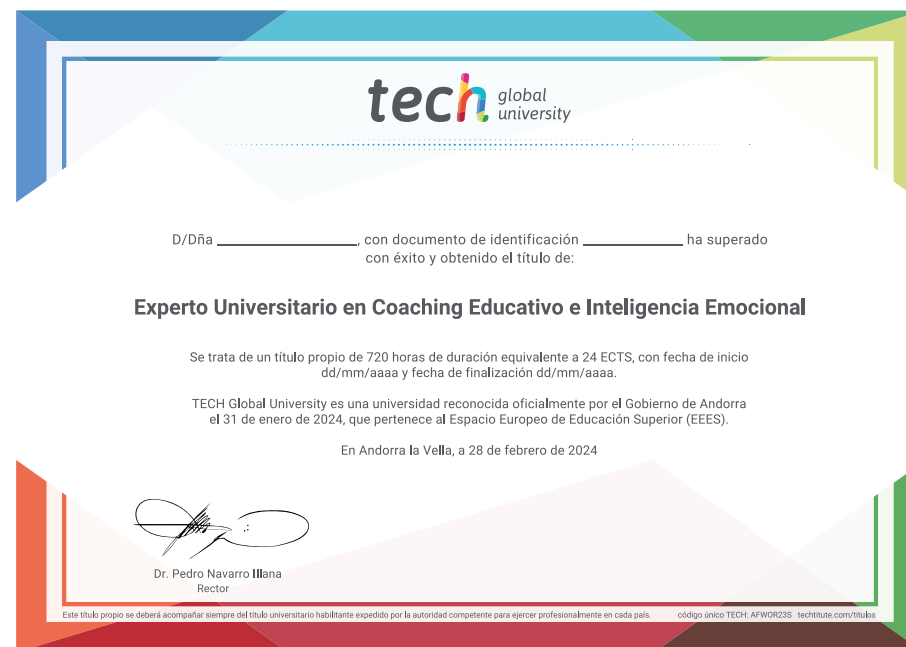 tech global university
D/Dña ____________________, con documento de identificación ______________ ha superado
con éxito y obtenido el título de:
Experto Universitario en Coaching Educativo e Inteligencia Emocional
Se trata de un título propio de 720 horas de duración equivalente a 24 ECTS, con fecha de inicio
dd/mm/aaaa y fecha de finalización dd/mm/aaaa.
TECH Global University es una universidad reconocida oficialmente por el Gobierno de Andorra
el 31 de enero de 2024, que pertenece al Espacio Europeo de Educación Superior (EEES).
En Andorra la Vella, a 28 de febrero de 2024
Dr. Pedro Navarro Illana
Rector
Este título propio se deberá acompañar siempre del título universitario habilitante expedido por la autoridad competente para ejercer profesionalmente en cada país. código único TECH: AFWOR23S techtitute.com/titulos